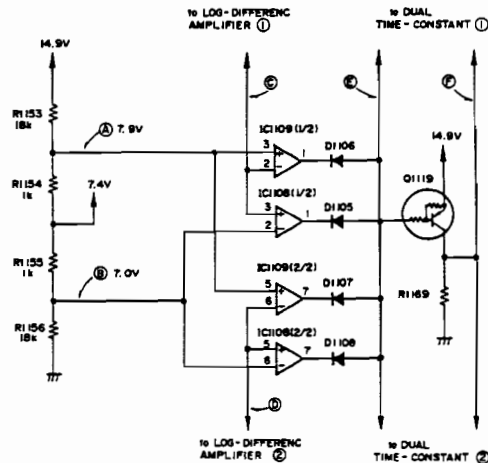 to LOG-DIFFERENC
AMPLIFIER ①
to DUAL
TIME-CONSTANT ①
14.9V
Ⓒ
Ⓔ
Ⓕ
R1153
18k
Ⓐ 7.9V
IC1109(1/2)
D1106
14.9V
3
+
1
2
−
Q1119
R1154
1k
7.4V
IC1108(1/2)
D1105
3
+
1
2
−
R1155
1k
IC1109(2/2)
D1107
Ⓑ 7.0V
5
+
7
6
−
R1169
R1156
18k
IC1108(2/2)
D1108
5
+
7
6
−
Ⓓ
to LOG-DIFFERENC
AMPLIFIER ②
to DUAL
TIME-CONSTANT ②